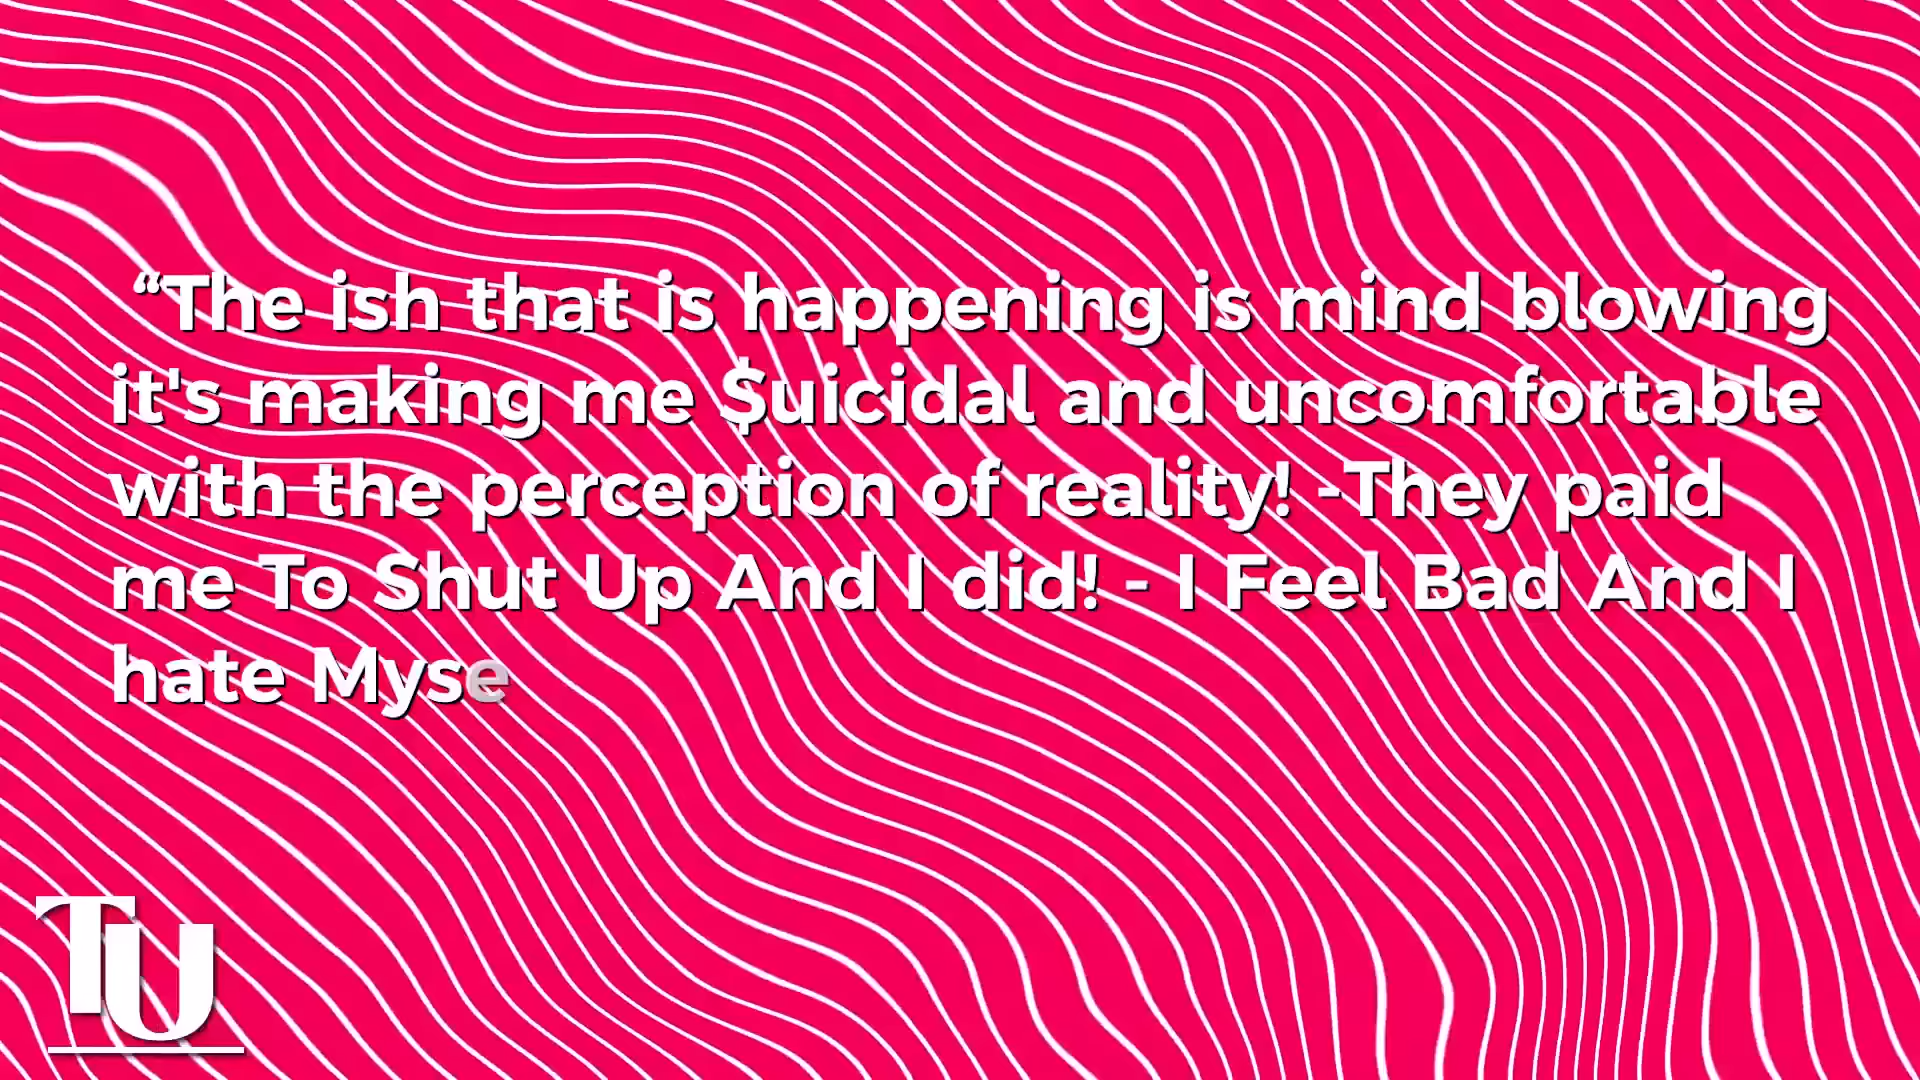 “The ish that is happening is mind blowing
it's making me $uicidal and uncomfortable
with the perception of reality! -They paid
me To Shut Up And I did! - I Feel Bad And I
hate Myse
TU